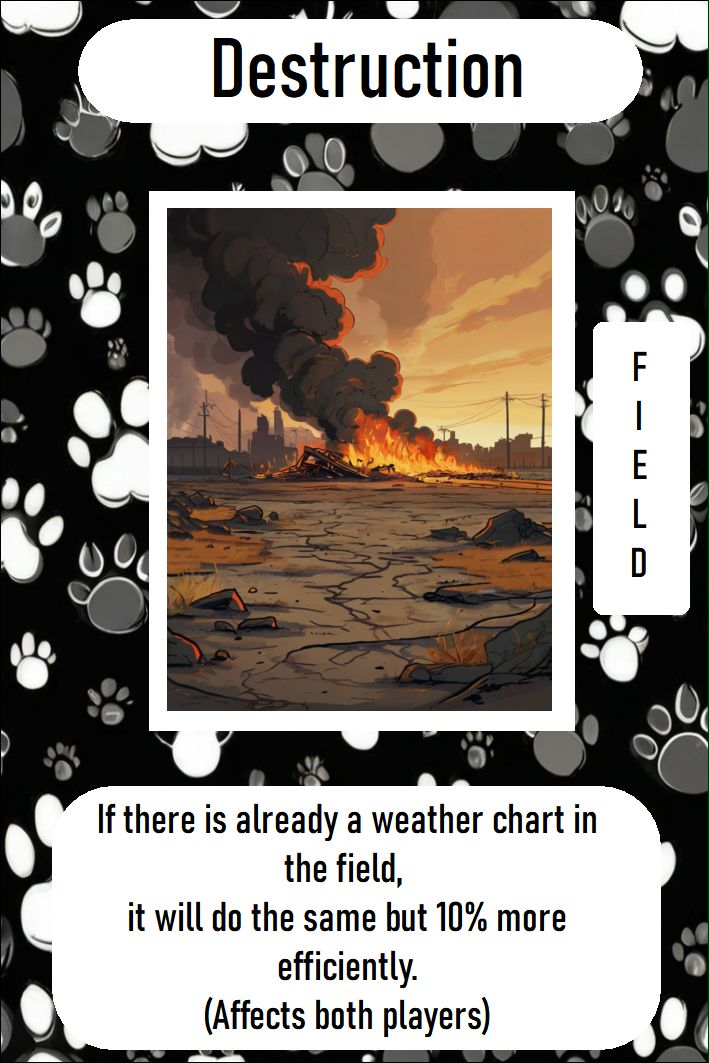 Destruction
F
I
E
L
D
If there is already a weather chart in
the field,
it will do the same but 10% more
efficiently.
(Affects both players)